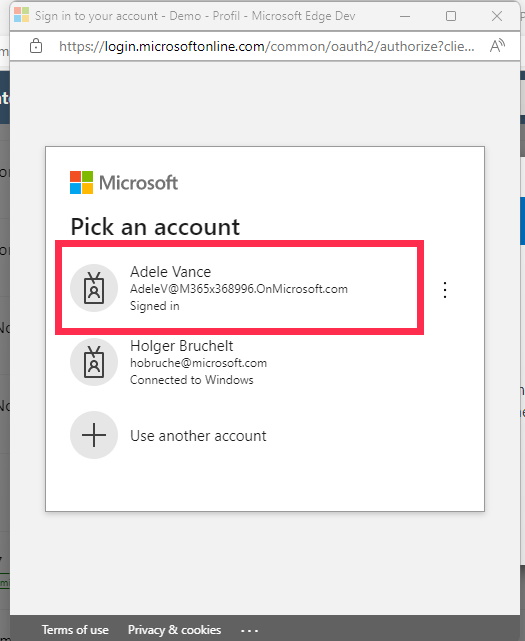 Sign in to your account - Demo - Profil - Microsoft Edge Dev
https://login.microsoftonline.com/common/oauth2/authorize?clie...
Microsoft
Pick an account
Adele Vance
AdeleV@M365x368996.OnMicrosoft.com
Signed in
Holger Bruchelt
hobruche@microsoft.com
Connected to Windows
Use another account
Terms of use
Privacy & cookies
...